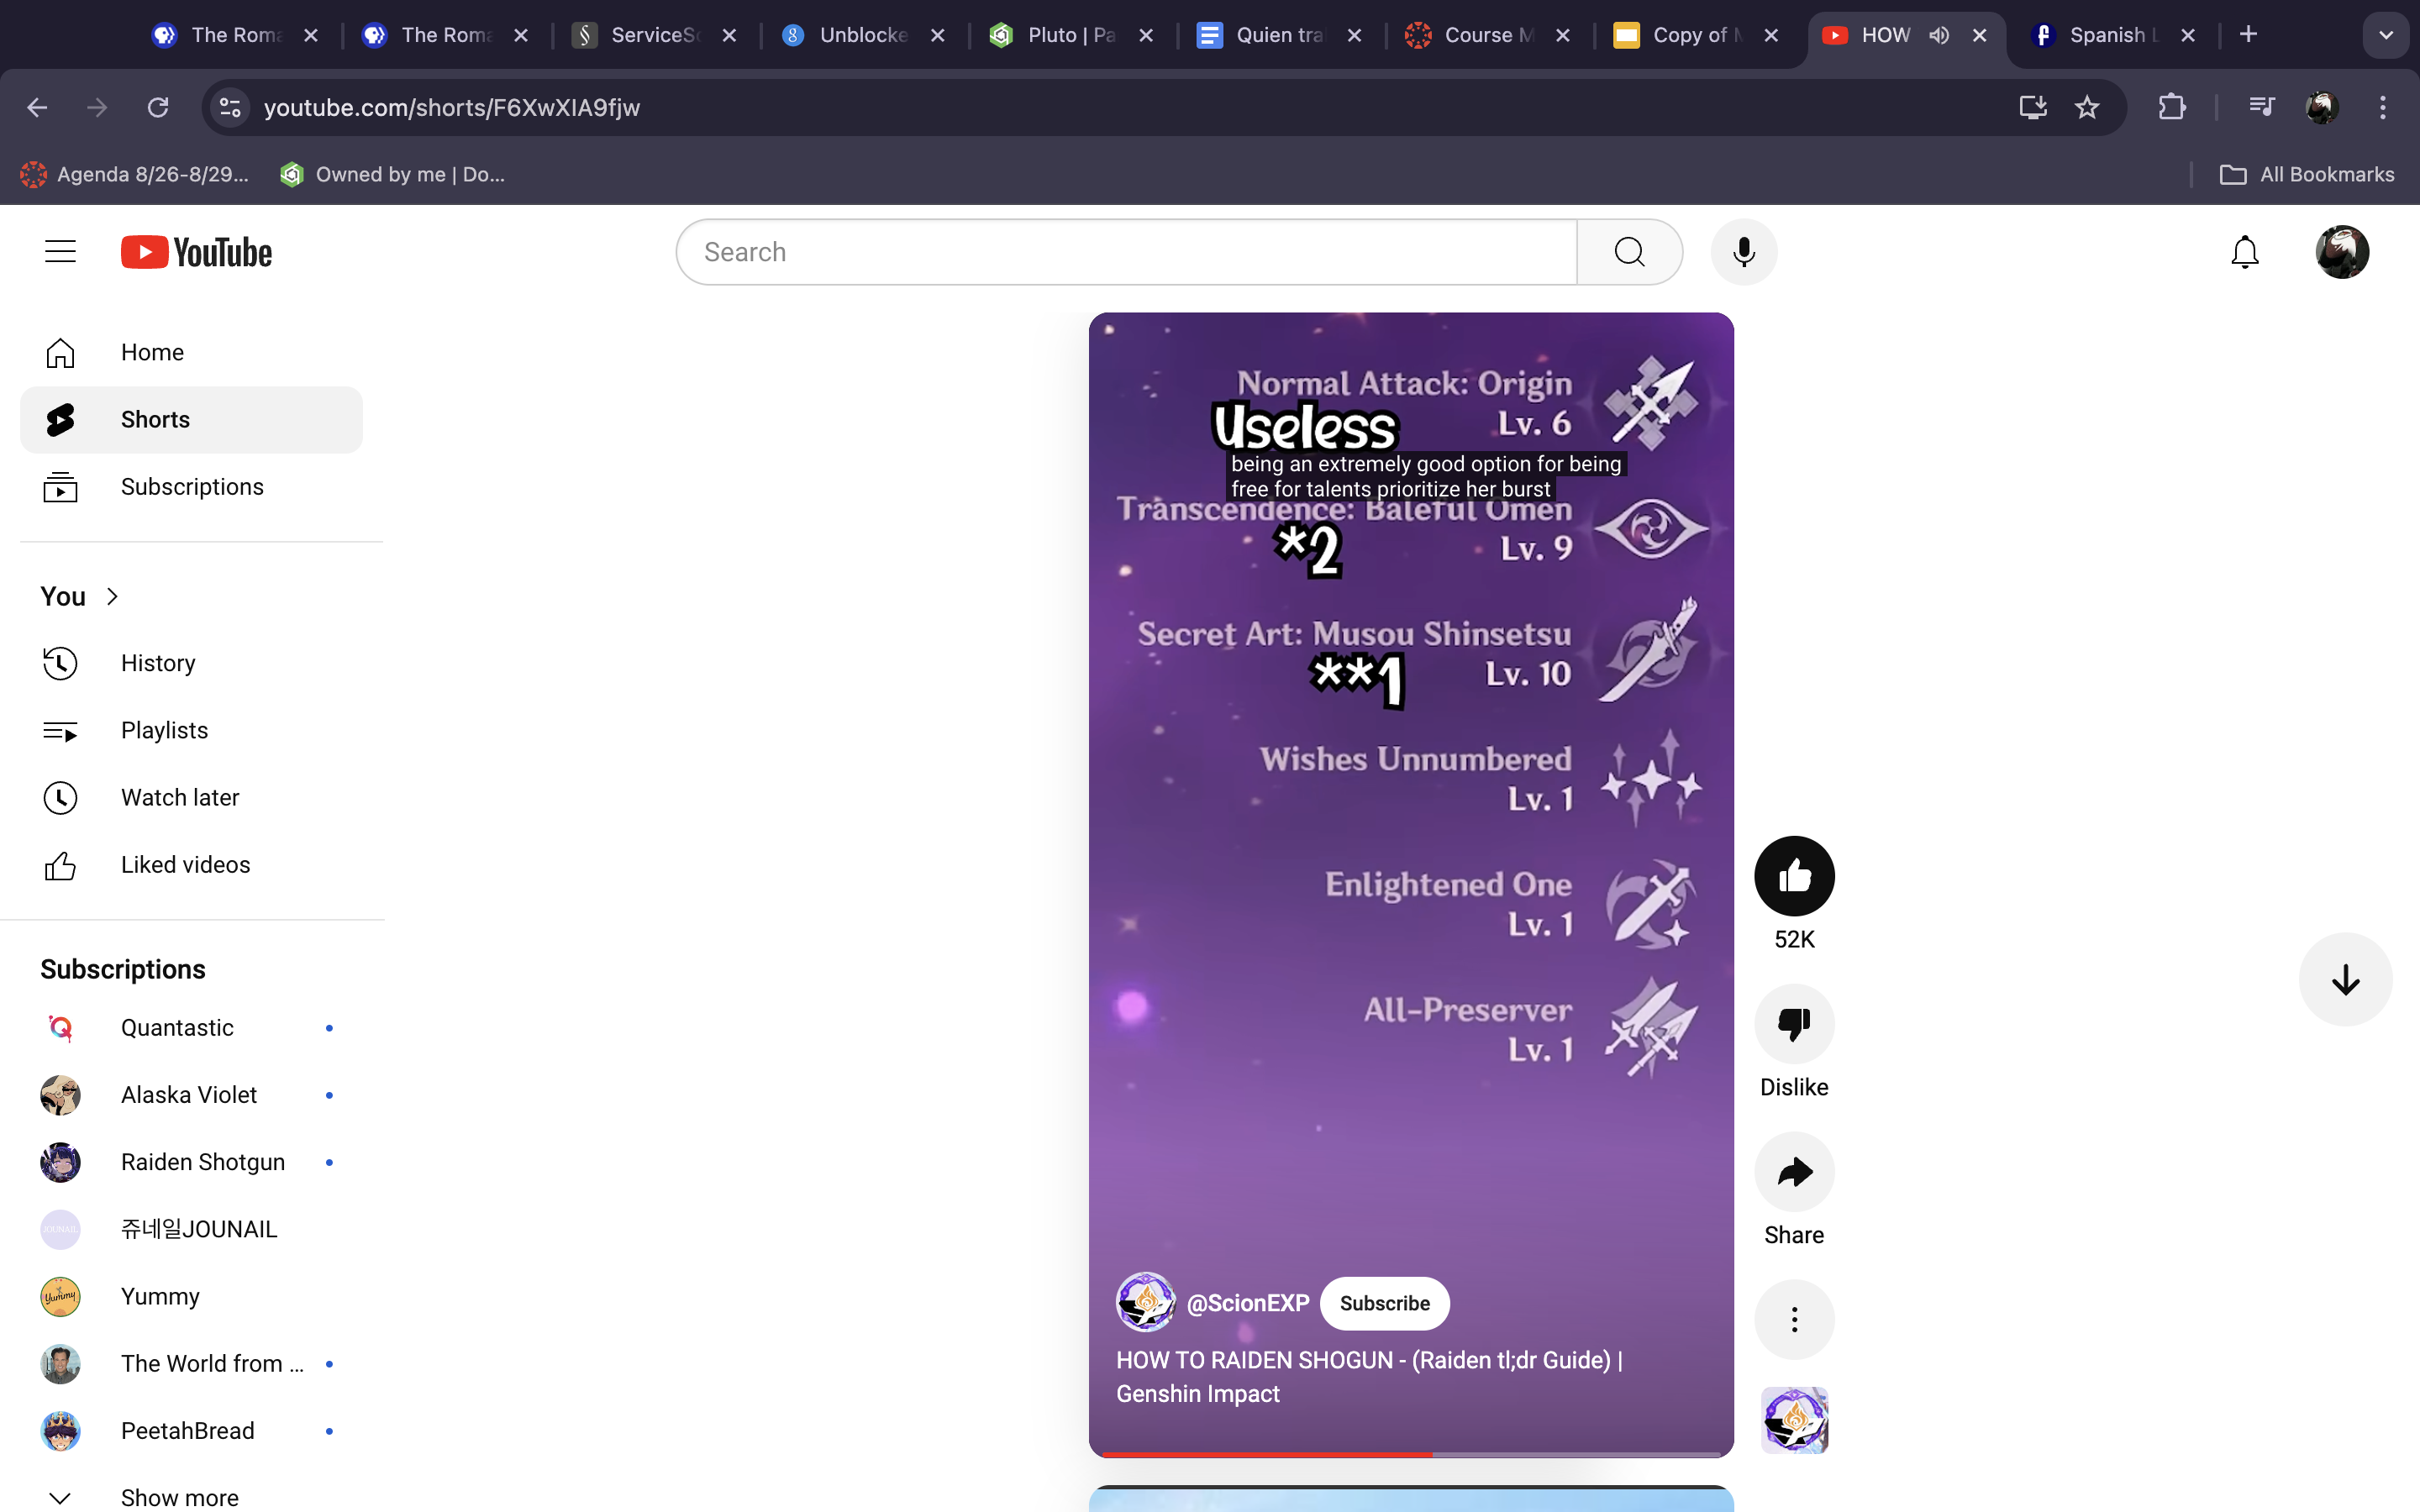 The Roma
The Roma
ServiceSc
Unblocke
Pluto | Pa
Quien tra
Course M
Copy of M
HOW
Spanish L
youtube.com/shorts/F6XwXIA9fjw
Agenda 8/26-8/29...
Owned by me | Do...
All Bookmarks
YouTube
Search
Home
Shorts
Subscriptions
You
History
Playlists
Watch later
Liked videos
Subscriptions
Quantastic
Alaska Violet
Raiden Shotgun
쥬네일JOUNAIL
Yummy
The World from ...
PeetahBread
Show more
Normal Attack: Origin
Lv. 6
Useless
being an extremely good option for being
free for talents prioritize her burst
Transcendence: Baleful Omen
Lv. 9
*2
Secret Art: Musou Shinsetsu
Lv. 10
**1
Wishes Unnumbered
Lv. 1
Enlightened One
Lv. 1
All-Preserver
Lv. 1
@ScionEXP
Subscribe
HOW TO RAIDEN SHOGUN - (Raiden tl;dr Guide) |
Genshin Impact
52K
Dislike
Share